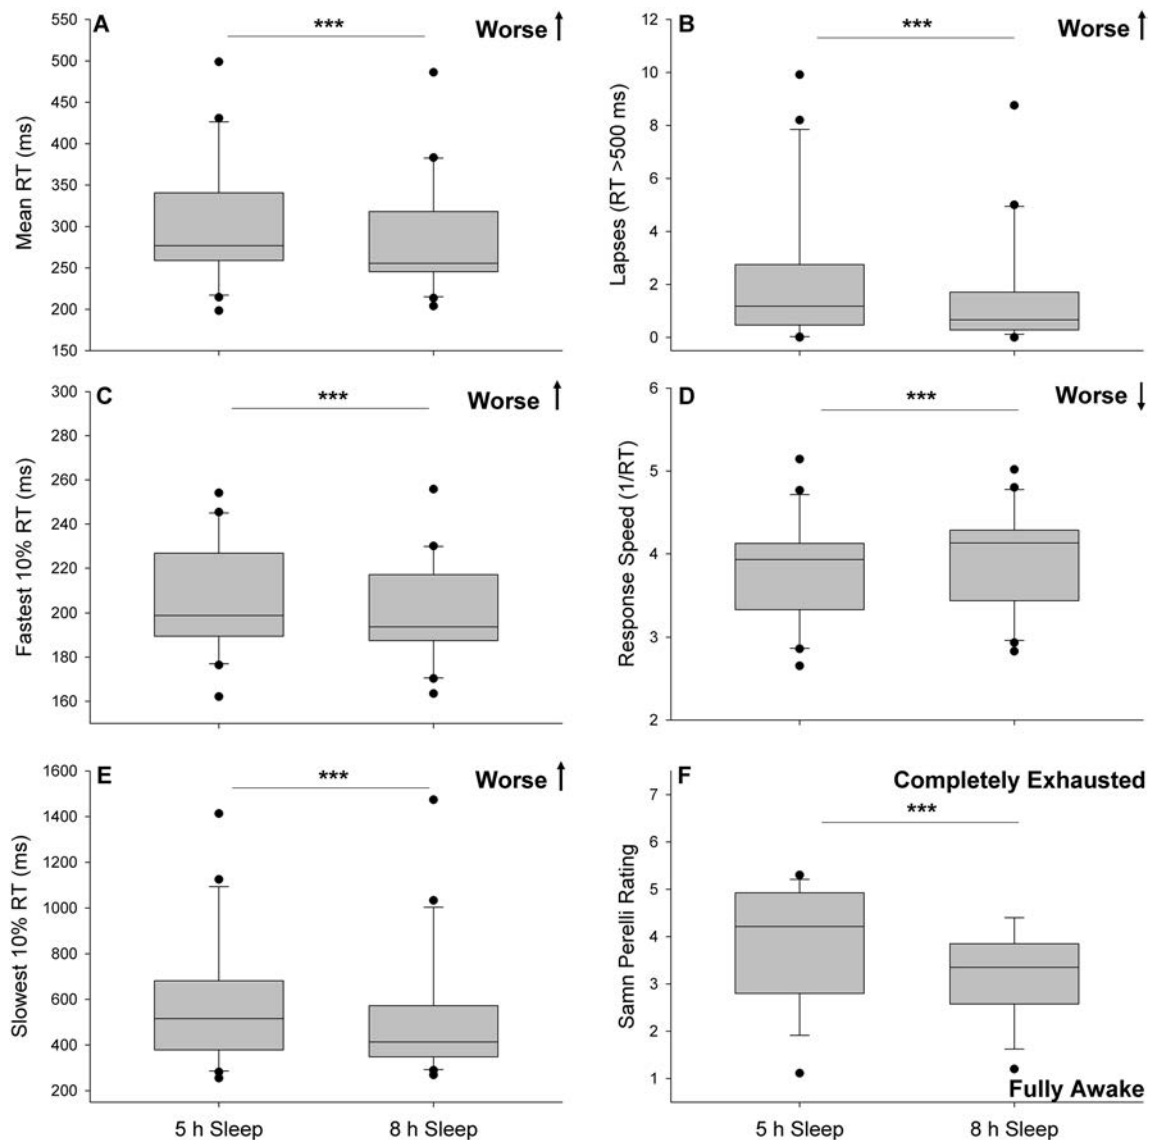 A
***
Worse
Mean RT (ms)
550
500
450
400
350
300
250
200
150
B
***
Worse
Lapses (RT >500 ms)
12
10
8
6
4
2
0
C
***
Worse
Fastest 10% RT (ms)
300
280
260
240
220
200
180
160
D
***
Worse
Response Speed (1/RT)
6
5
4
3
2
E
***
Worse
Slowest 10% RT (ms)
1600
1400
1200
1000
800
600
400
200
5 h Sleep
8 h Sleep
F
Completely Exhausted
***
Samn Perelli Rating
7
6
5
4
3
2
1
Fully Awake
5 h Sleep
8 h Sleep